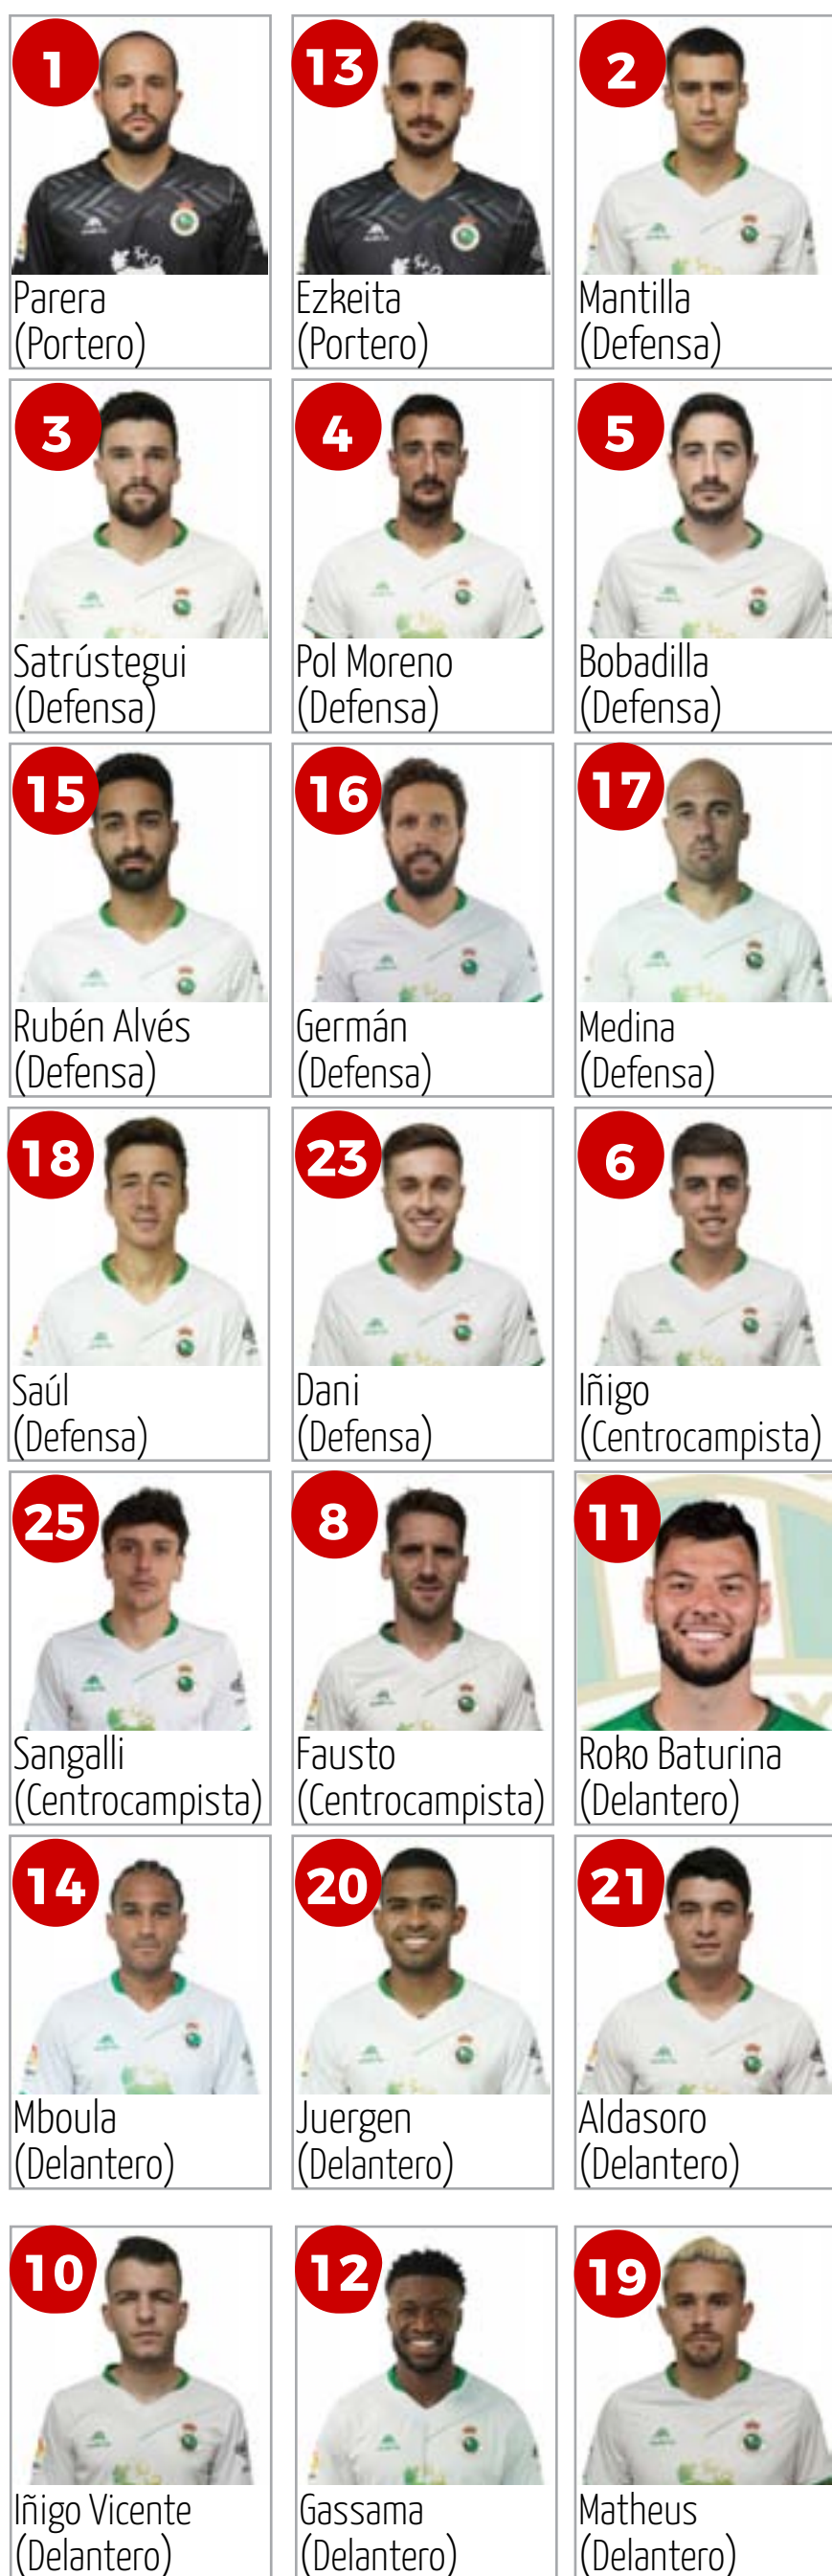 1
Parera
(Portero)
13
Ezkeita
(Portero)
2
Mantilla
(Defensa)
3
Satrústegui
(Defensa)
4
Pol Moreno
(Defensa)
5
Bobadilla
(Defensa)
15
Rubén Alvés
(Defensa)
16
Germán
(Defensa)
17
Medina
(Defensa)
18
Saúl
(Defensa)
23
Dani
(Defensa)
6
Iñigo
(Centrocampista)
25
Sangalli
(Centrocampista)
8
Fausto
(Centrocampista)
11
Roko Baturina
(Delantero)
14
Mboula
(Delantero)
20
Juergen
(Delantero)
21
Aldasoro
(Delantero)
10
Iñigo Vicente
(Delantero)
12
Gassama
(Delantero)
19
Matheus
(Delantero)